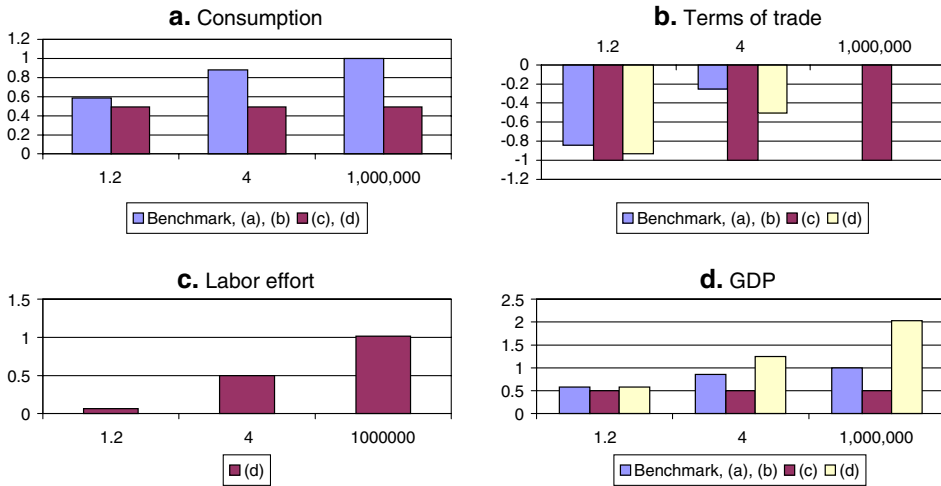 a. Consumption
1.2
1
0.8
0.6
0.4
0.2
0
1.2 4 1,000,000
Benchmark, (a), (b) (c), (d)
b. Terms of trade
1.2 4 1,000,000
0
-0.2
-0.4
-0.6
-0.8
-1
-1.2
Benchmark, (a), (b) (c) (d)
c. Labor effort
1.5
1
0.5
0
1.2 4 1000000
(d)
d. GDP
2.5
2
1.5
1
0.5
0
1.2 4 1,000,000
Benchmark, (a), (b) (c) (d)